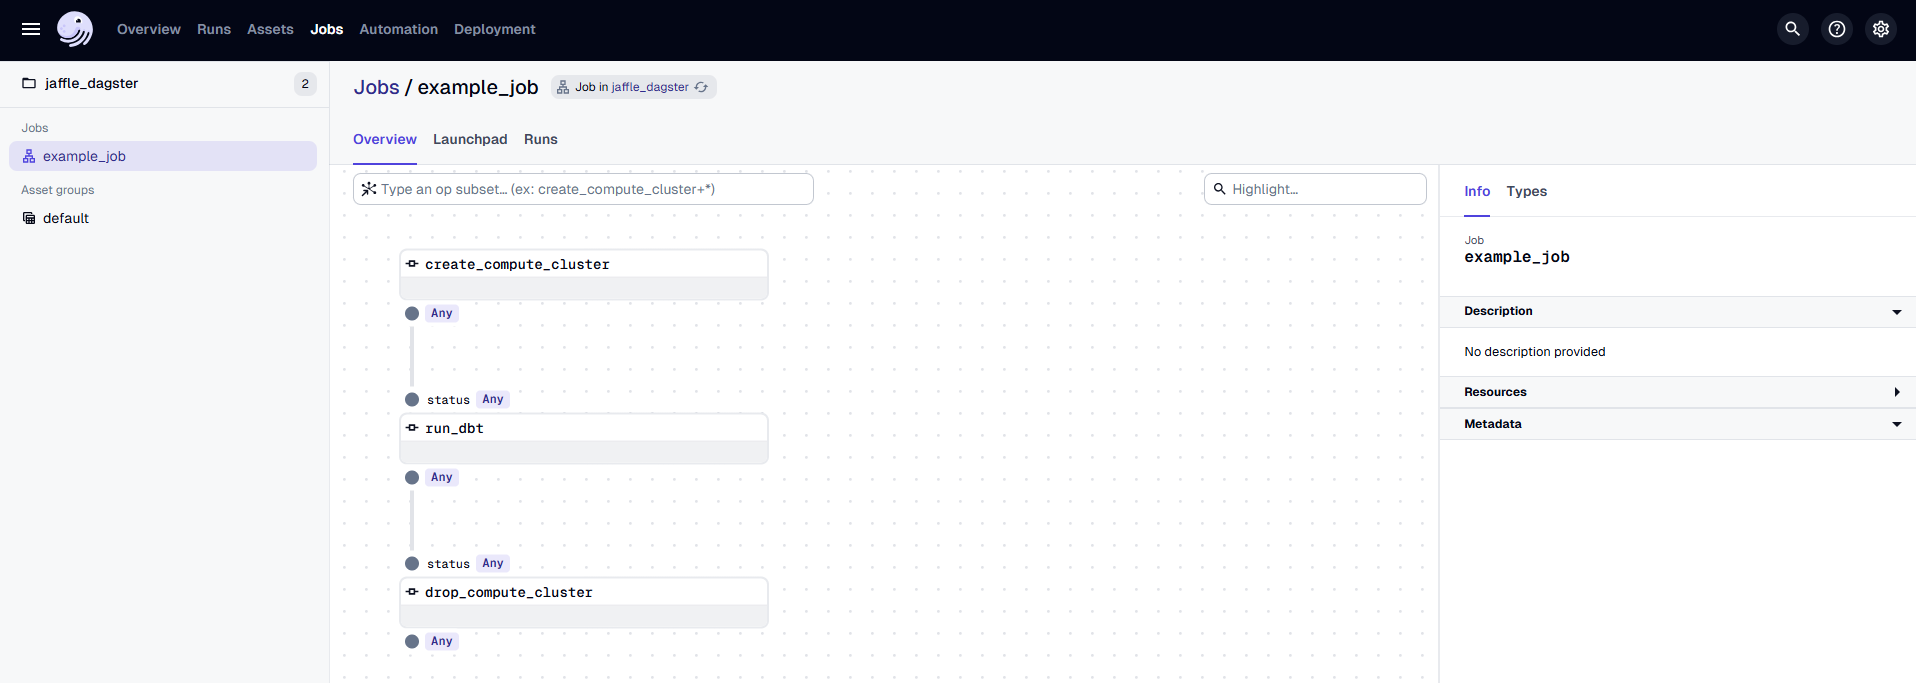 Overview Runs Assets Jobs Automation Deployment
jaffle_dagster 2
Jobs
example_job
Asset groups
default
Jobs / example_job Job in jaffle_dagster
Overview Launchpad Runs
Type an op subset… (ex: create_compute_cluster+*)
Highlight…
create_compute_cluster
Any
status Any
run_dbt
Any
status Any
drop_compute_cluster
Any
Info Types
Job
example_job
Description
No description provided
Resources
Metadata